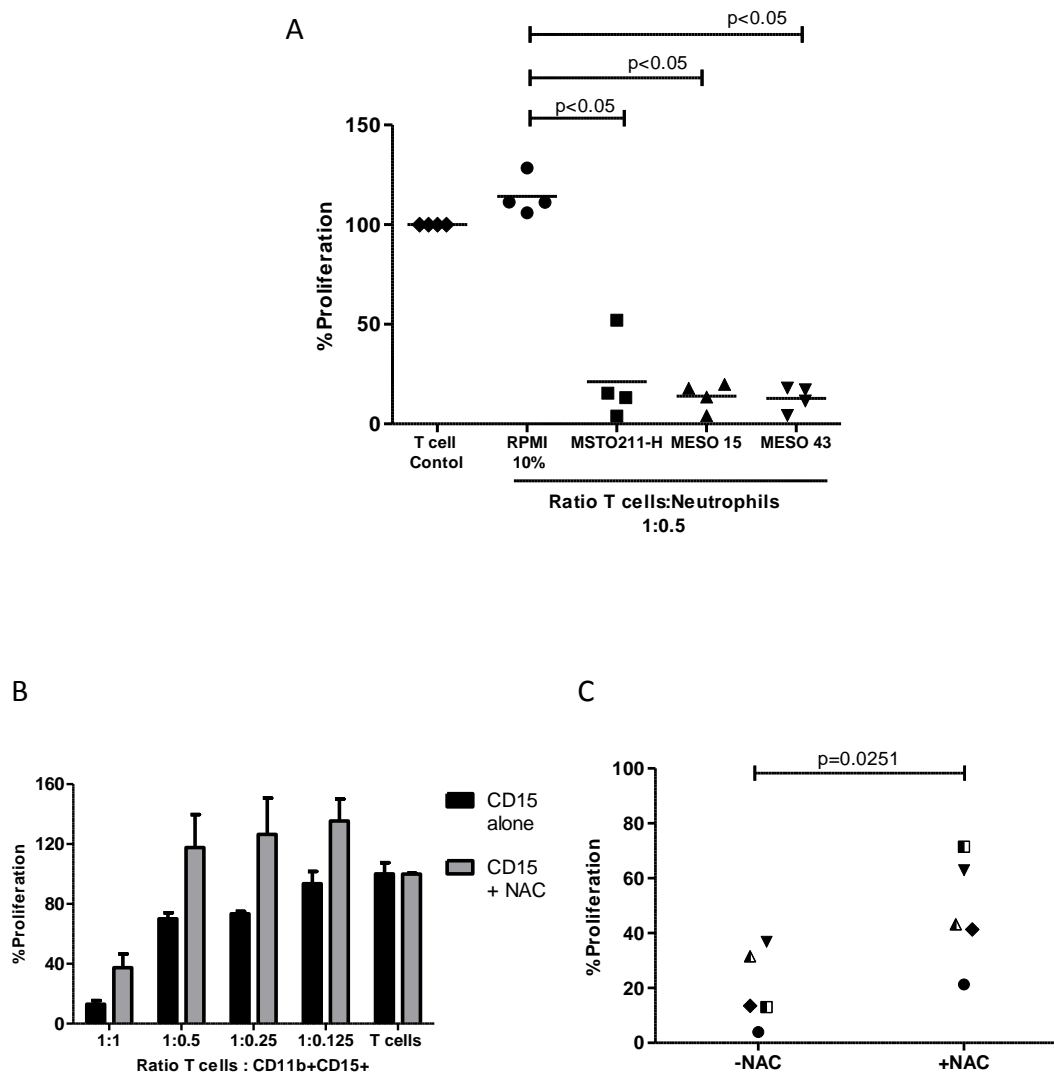 A
p<0.05
p<0.05
p<0.05
%Proliferation
150
100
50
0
T cell
Contol
RPMI
10%
MSTO211-H
MESO 15
MESO 43
Ratio T cells:Neutrophils
1:0.5
B
%Proliferation
160
120
80
40
0
1:1
1:0.5
1:0.25
1:0.125
T cells
Ratio T cells : CD11b+CD15+
CD15
alone
CD15
+ NAC
C
p=0.0251
%Proliferation
100
80
60
40
20
0
-NAC
+NAC